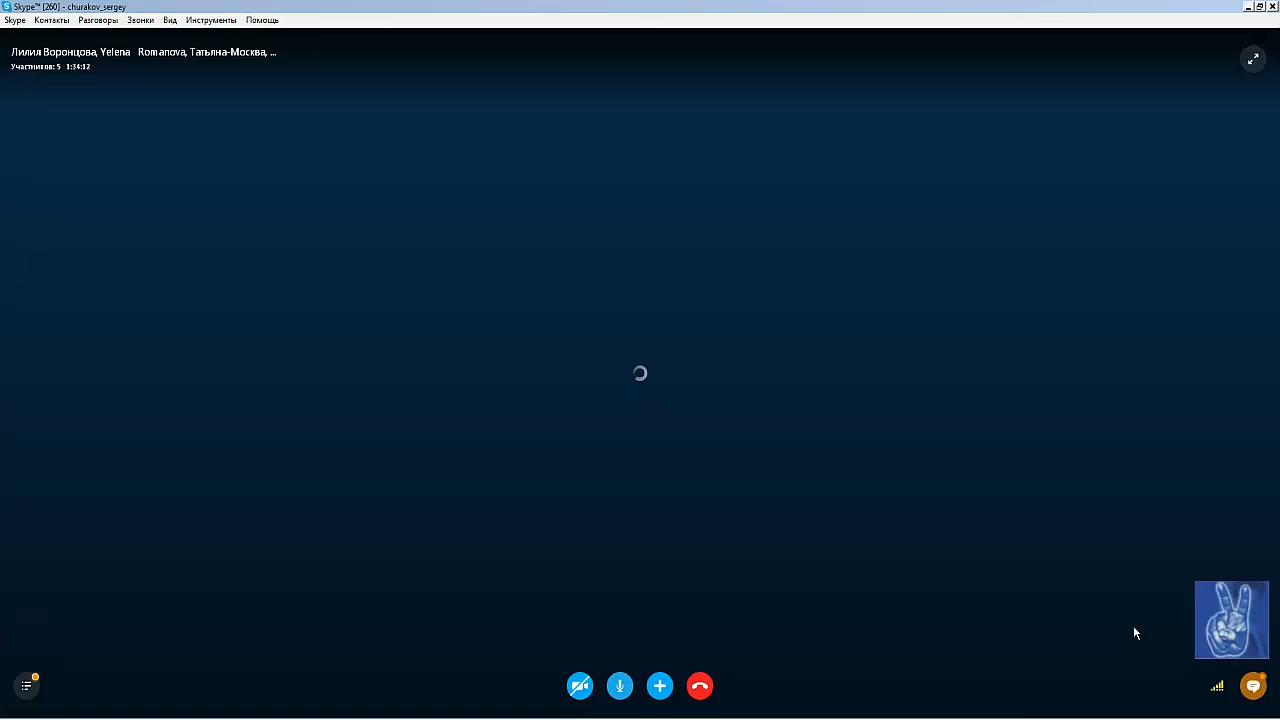 Skype™ [260] - churakov_sergey
Skype Контакты Разговоры Звонки Вид Инструменты Помощь
Лилия Воронцова, Yelena Romanova, Татьяна-Москва, ...
Участников: 5 1:34:12